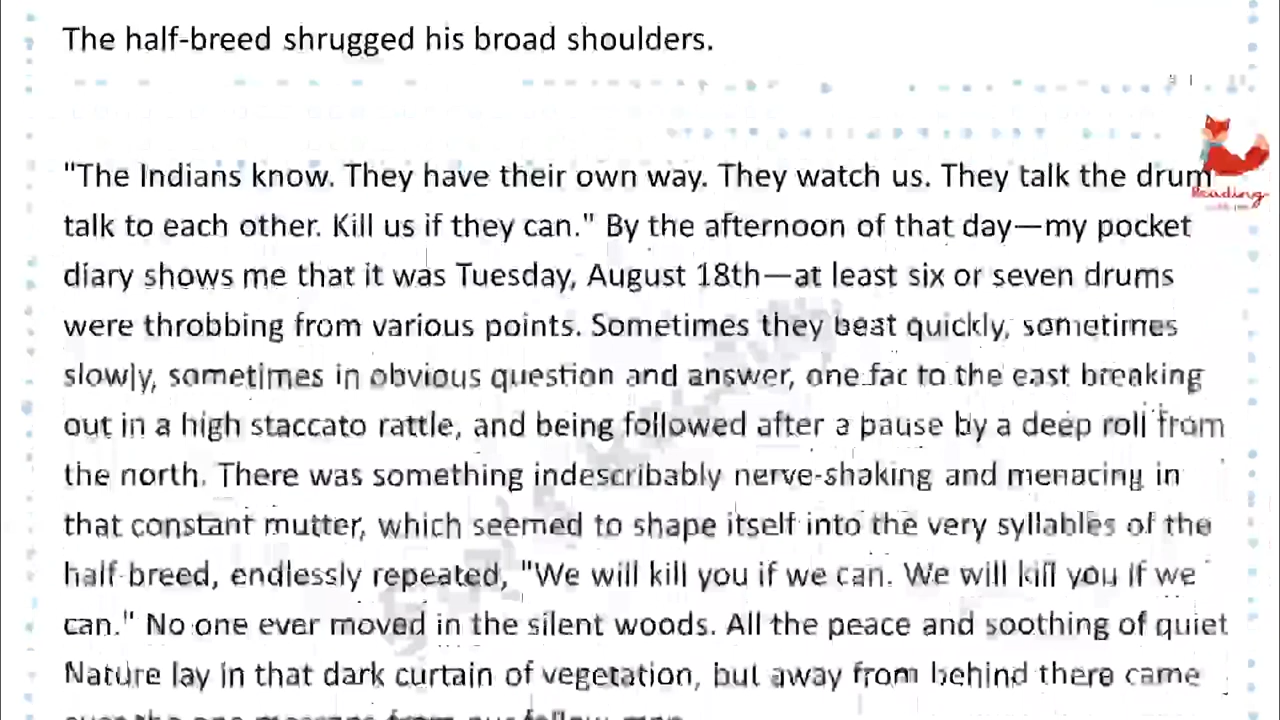 The half-breed shrugged his broad shoulders.
"The Indians know. They have their own way. They watch us. They talk the drum
Reading
talk to each other. Kill us if they can." By the afternoon of that day—my pocket
diary shows me that it was Tuesday, August 18th—at least six or seven drums
were throbbing from various points. Sometimes they beat quickly, sometimes
slowly, sometimes in obvious question and answer, one far to the east breaking
out in a high staccato rattle, and being followed after a pause by a deep roll from
the north. There was something indescribably nerve-shaking and menacing in
that constant mutter, which seemed to shape itself into the very syllables of the
half-breed, endlessly repeated, "We will kill you if we can. We will kill you if we
can." No one ever moved in the silent woods. All the peace and soothing of quiet
Nature lay in that dark curtain of vegetation, but away from behind there came